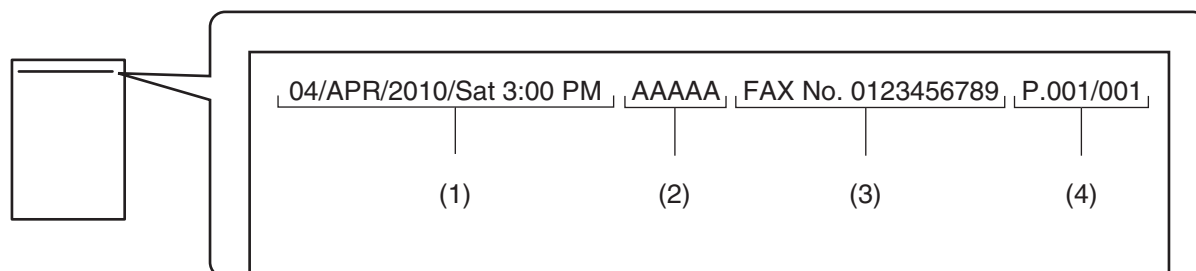 04/APR/2010/Sat 3:00 PM AAAAA FAX No. 0123456789 P.001/001
(1) (2) (3) (4)